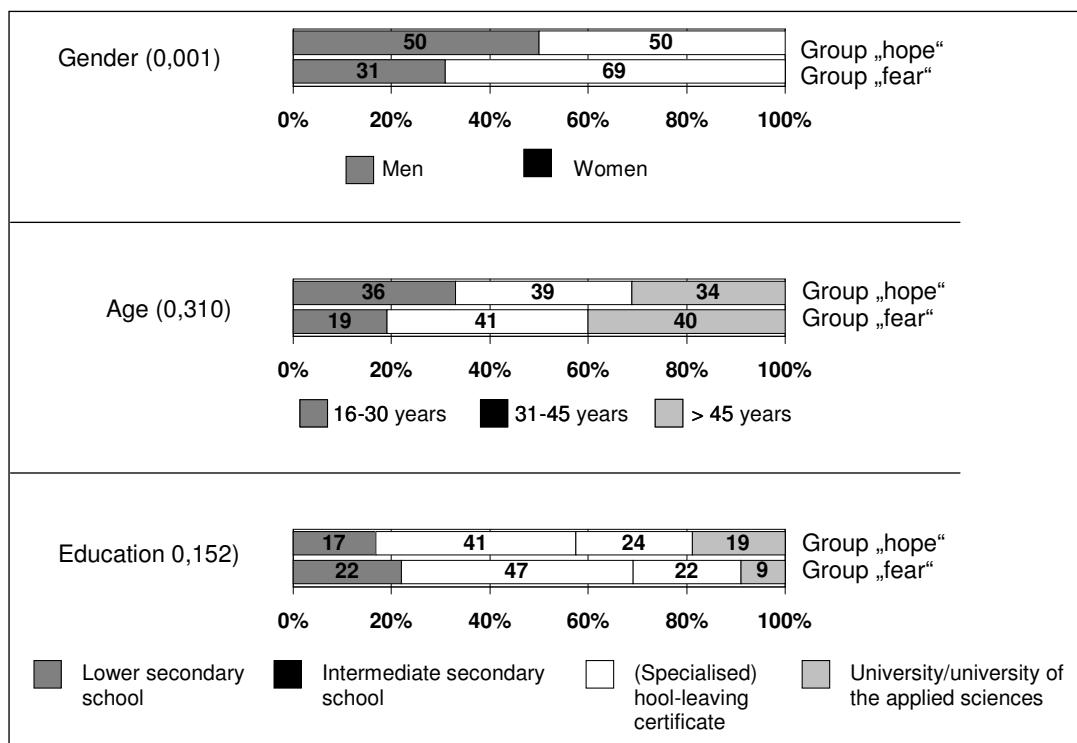 50 50 Group „hope“
Gender (0,001)
31 69 Group „fear“
0% 20% 40% 60% 80% 100%
Men Women
36 39 34 Group „hope“
Age (0,310)
19 41 40 Group „fear“
0% 20% 40% 60% 80% 100%
16-30 years 31-45 years > 45 years
17 41 24 19 Group „hope“
Education 0,152)
22 47 22 9 Group „fear“
0% 20% 40% 60% 80% 100%
Lower secondary
school
Intermediate secondary
school
(Specialised)
hool-leaving
certificate
University/university of
the applied sciences